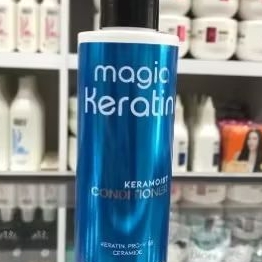 magic
Keratin
KERAMOIST
CONDITIONER
KERATIN, PRO-V B5
CERAMIDE